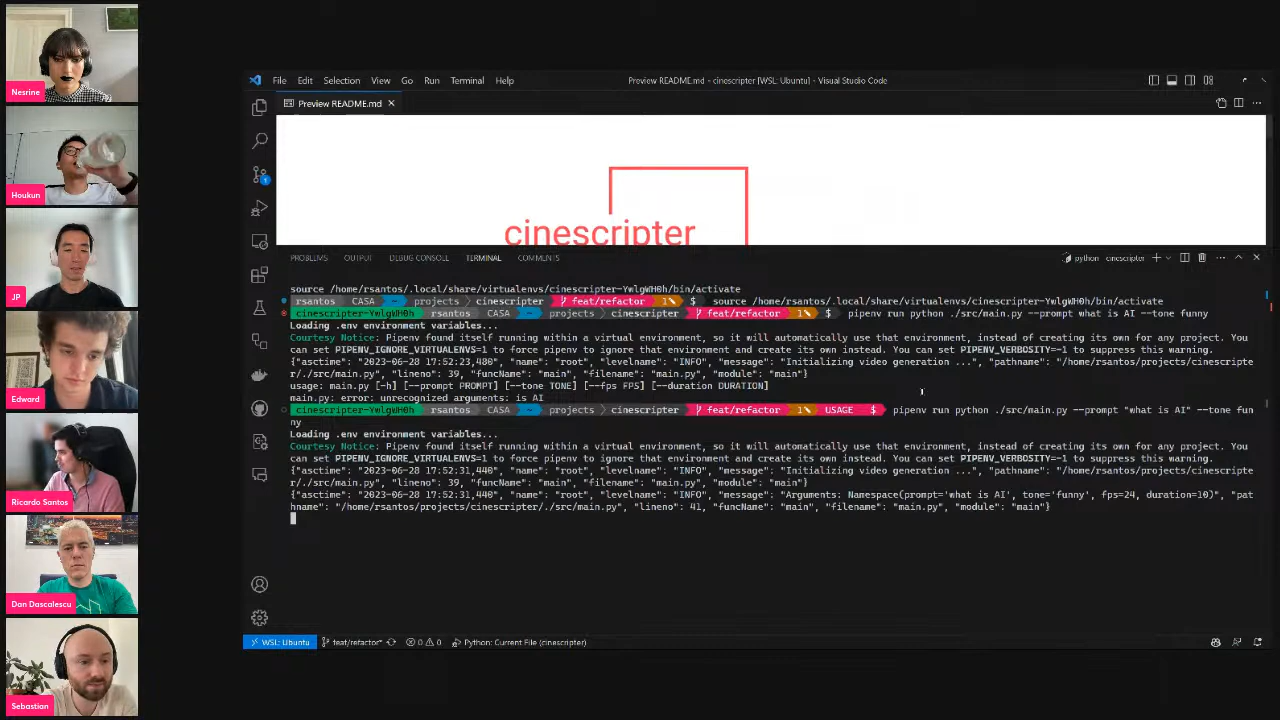 Nesrine
Houkun
JP
Edward
Ricardo Santos
Dan Dascalescu
Sebastian
File Edit Selection View Go Run Terminal Help
Preview README.md - cinescripter [WSL: Ubuntu] - Visual Studio Code
Preview README.md
cinescripter
PROBLEMS OUTPUT DEBUG CONSOLE TERMINAL COMMENTS
python cinescripter
source /home/rsantos/.local/share/virtualenvs/cinescripter-YwlgWH0h/bin/activate
rsantos CASA ~ projects cinescripter feat/refactor 1 $ source /home/rsantos/.local/share/virtualenvs/cinescripter-YwlgWH0h/bin/activate
cinescripter-YwlgWH0h rsantos CASA ~ projects cinescripter feat/refactor 1 $ pipenv run python ./src/main.py --prompt what is AI --tone funny
Loading .env environment variables...
Courtesy Notice: Pipenv found itself running within a virtual environment, so it will automatically use that environment, instead of creating its own for any project. You
can set PIPENV_IGNORE_VIRTUALENVS=1 to force pipenv to ignore that environment and create its own instead. You can set PIPENV_VERBOSITY=-1 to suppress this warning.
{"asctime": "2023-06-28 17:52:21,460", "name": "root", "levelname": "INFO", "message": "Initializing video generation ...", "pathname": "/home/rsantos/projects/cinescripte
r/./src/main.py", "lineno": 39, "funcName": "main", "filename": "main.py", "module": "main"}
usage: main.py [-h] [--prompt PROMPT] [--tone TONE] [--fps FPS] [--duration DURATION]
main.py: error: unrecognized arguments: is AI
cinescripter-YwlgWH0h rsantos CASA ~ projects cinescripter feat/refactor 1 USAGE $ pipenv run python ./src/main.py --prompt "what is AI" --tone fun
ny
Loading .env environment variables...
Courtesy Notice: Pipenv found itself running within a virtual environment, so it will automatically use that environment, instead of creating its own for any project. You
can set PIPENV_IGNORE_VIRTUALENVS=1 to force pipenv to ignore that environment and create its own instead. You can set PIPENV_VERBOSITY=-1 to suppress this warning.
{"asctime": "2023-06-28 17:52:31,440", "name": "root", "levelname": "INFO", "message": "Initializing video generation ...", "pathname": "/home/rsantos/projects/cinescripte
r/./src/main.py", "lineno": 39, "funcName": "main", "filename": "main.py", "module": "main"}
{"asctime": "2023-06-28 17:52:31,440", "name": "root", "levelname": "INFO", "message": "Arguments: Namespace(prompt='what is AI', tone='funny', fps=24, duration=10)", "pat
hname": "/home/rsantos/projects/cinescripter/./src/main.py", "lineno": 41, "funcName": "main", "filename": "main.py", "module": "main"}
WSL: Ubuntu feat/refactor* 0 0 Python: Current File (cinescripter)